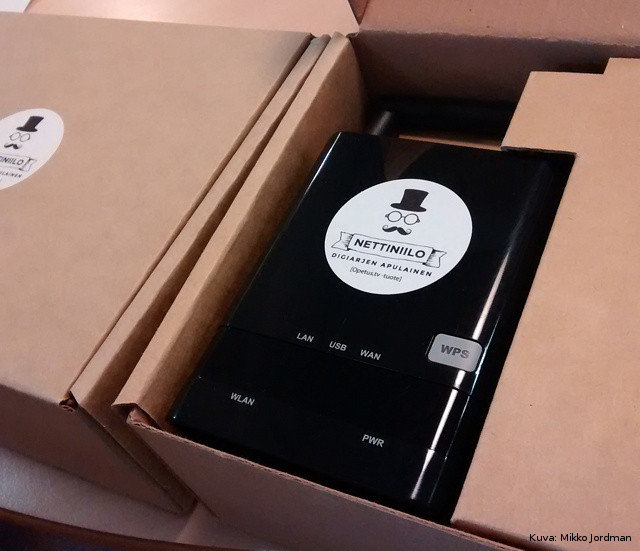 NETTINIILO
DIGIARJEN APULAINEN
[Opetus.tv -tuote]
LAN USB WAN
WPS
WLAN
PWR
Kuva: Mikko Jordman